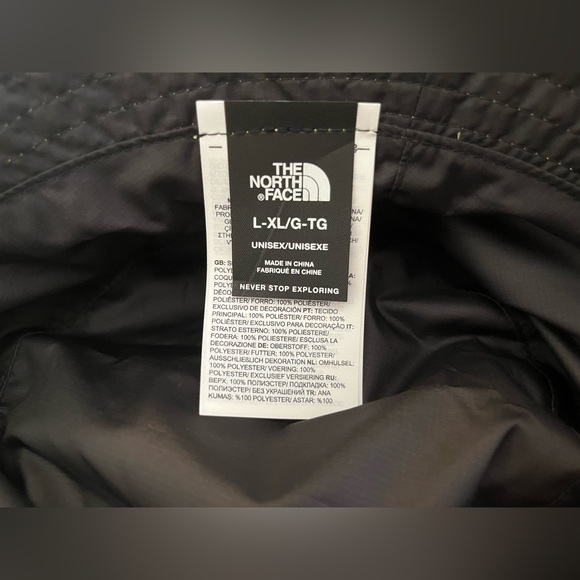 THE
NORTH
FACE
L-XL/G-TG
UNISEX/UNISEXE
MADE IN CHINA
FABRIQUÉ EN CHINE
NEVER STOP EXPLORING
POLIÉSTER/ FORRO: 100% POLIÉSTER/
EXCLUSIVO DE DECORACIÓN PT: TECIDO
PRINCIPAL: 100% POLIÉSTER/ FORRO: 100%
POLIÉSTER/ EXCLUSIVO PARA DECORAÇÃO IT:
STRATO ESTERNO: 100% POLIESTERE/
FODERA: 100% POLIESTERE/ ESCLUSA LA
DECORAZIONE DE: OBERSTOFF: 100%
POLYESTER/ FUTTER: 100% POLYESTER/
AUSSCHLIEẞLICH DEKORATION NL: OMHULSEL:
100% POLYESTER/ VOERING: 100%
POLYESTER/ EXCLUSIEF VERSIERING RU:
ВЕРХ: 100% ПОЛИЭСТЕР/ ПОДКЛАДКА: 100%
ПОЛИЭСТЕР/ БЕЗ УКРАШЕНИЙ TR: ANA
KUMAS: %100 POLYESTER/ ASTAR: %100